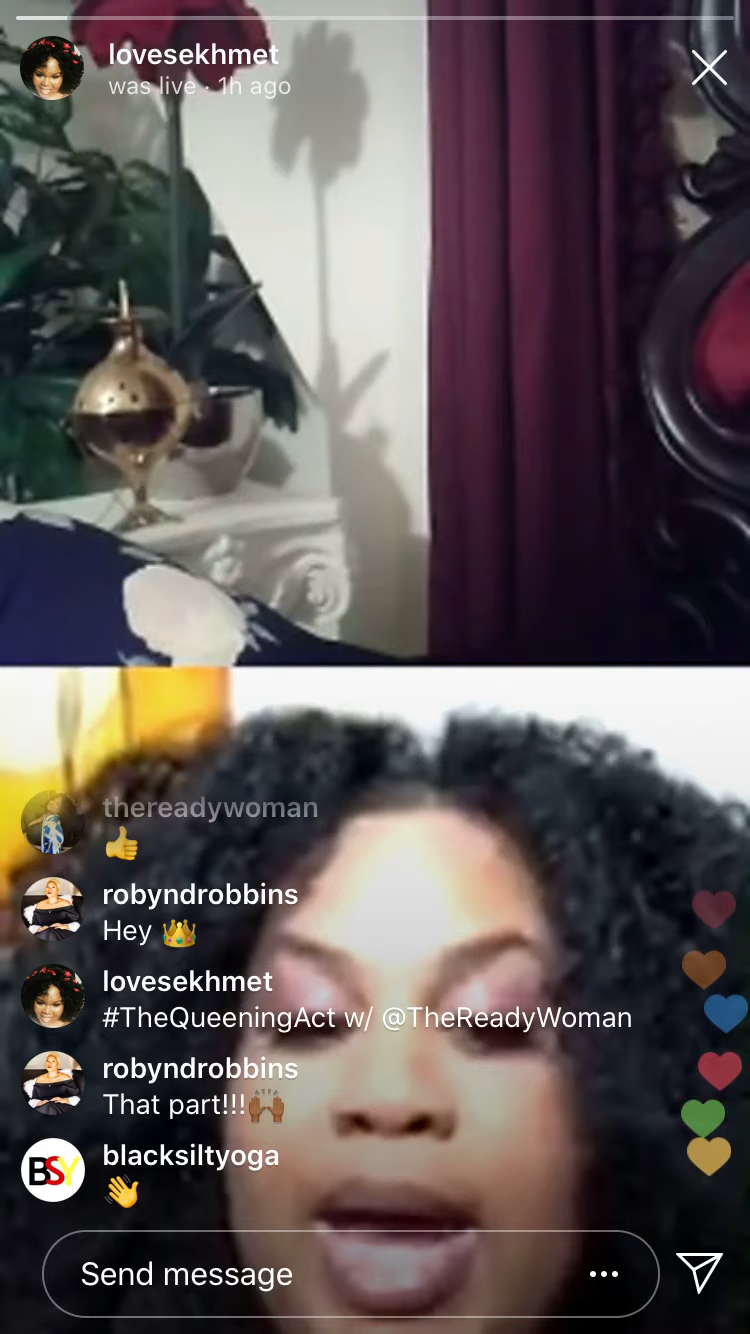 lovesekhmet
was live · 1h ago
thereadywoman
👍
robyndrobbins
Hey 👑
lovesekhmet
#TheQueeningAct w/ @TheReadyWoman
robyndrobbins
That part!!!🙌🏾
BSY
blacksiltyoga
👋
Send message